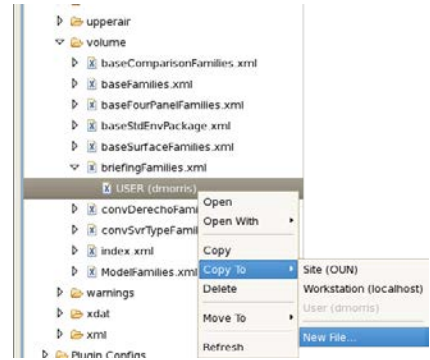 upperair
volume
baseComparisonFamilies.xml
baseFamilies.xml
baseFourPanelFamilies.xml
baseStdEnvPackage.xml
baseSurfaceFamilies.xml
briefingFamilies.xml
USER (dmorris)
convDerechoFami
convSvrTypeFamil
index.xml
ModelFamilies.xml
warnings
xdat
xml
Plugin Configs
Open
Open With
Copy
Copy To
Delete
Move To
Refresh
Site (OUN)
Workstation (localhost)
User (dmorris)
New File...